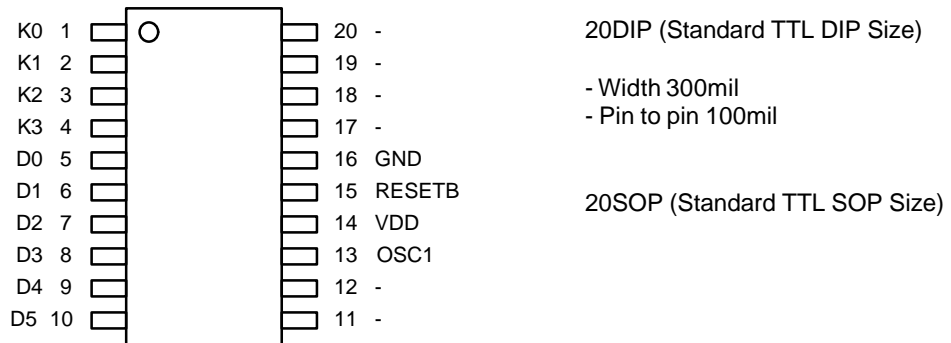 K0 1 20 - 20DIP (Standard TTL DIP Size)
K1 2 19 -
K2 3 18 - - Width 300mil
K3 4 17 - - Pin to pin 100mil
D0 5 16 GND
D1 6 15 RESETB
D2 7 14 VDD 20SOP (Standard TTL SOP Size)
D3 8 13 OSC1
D4 9 12 -
D5 10 11 -